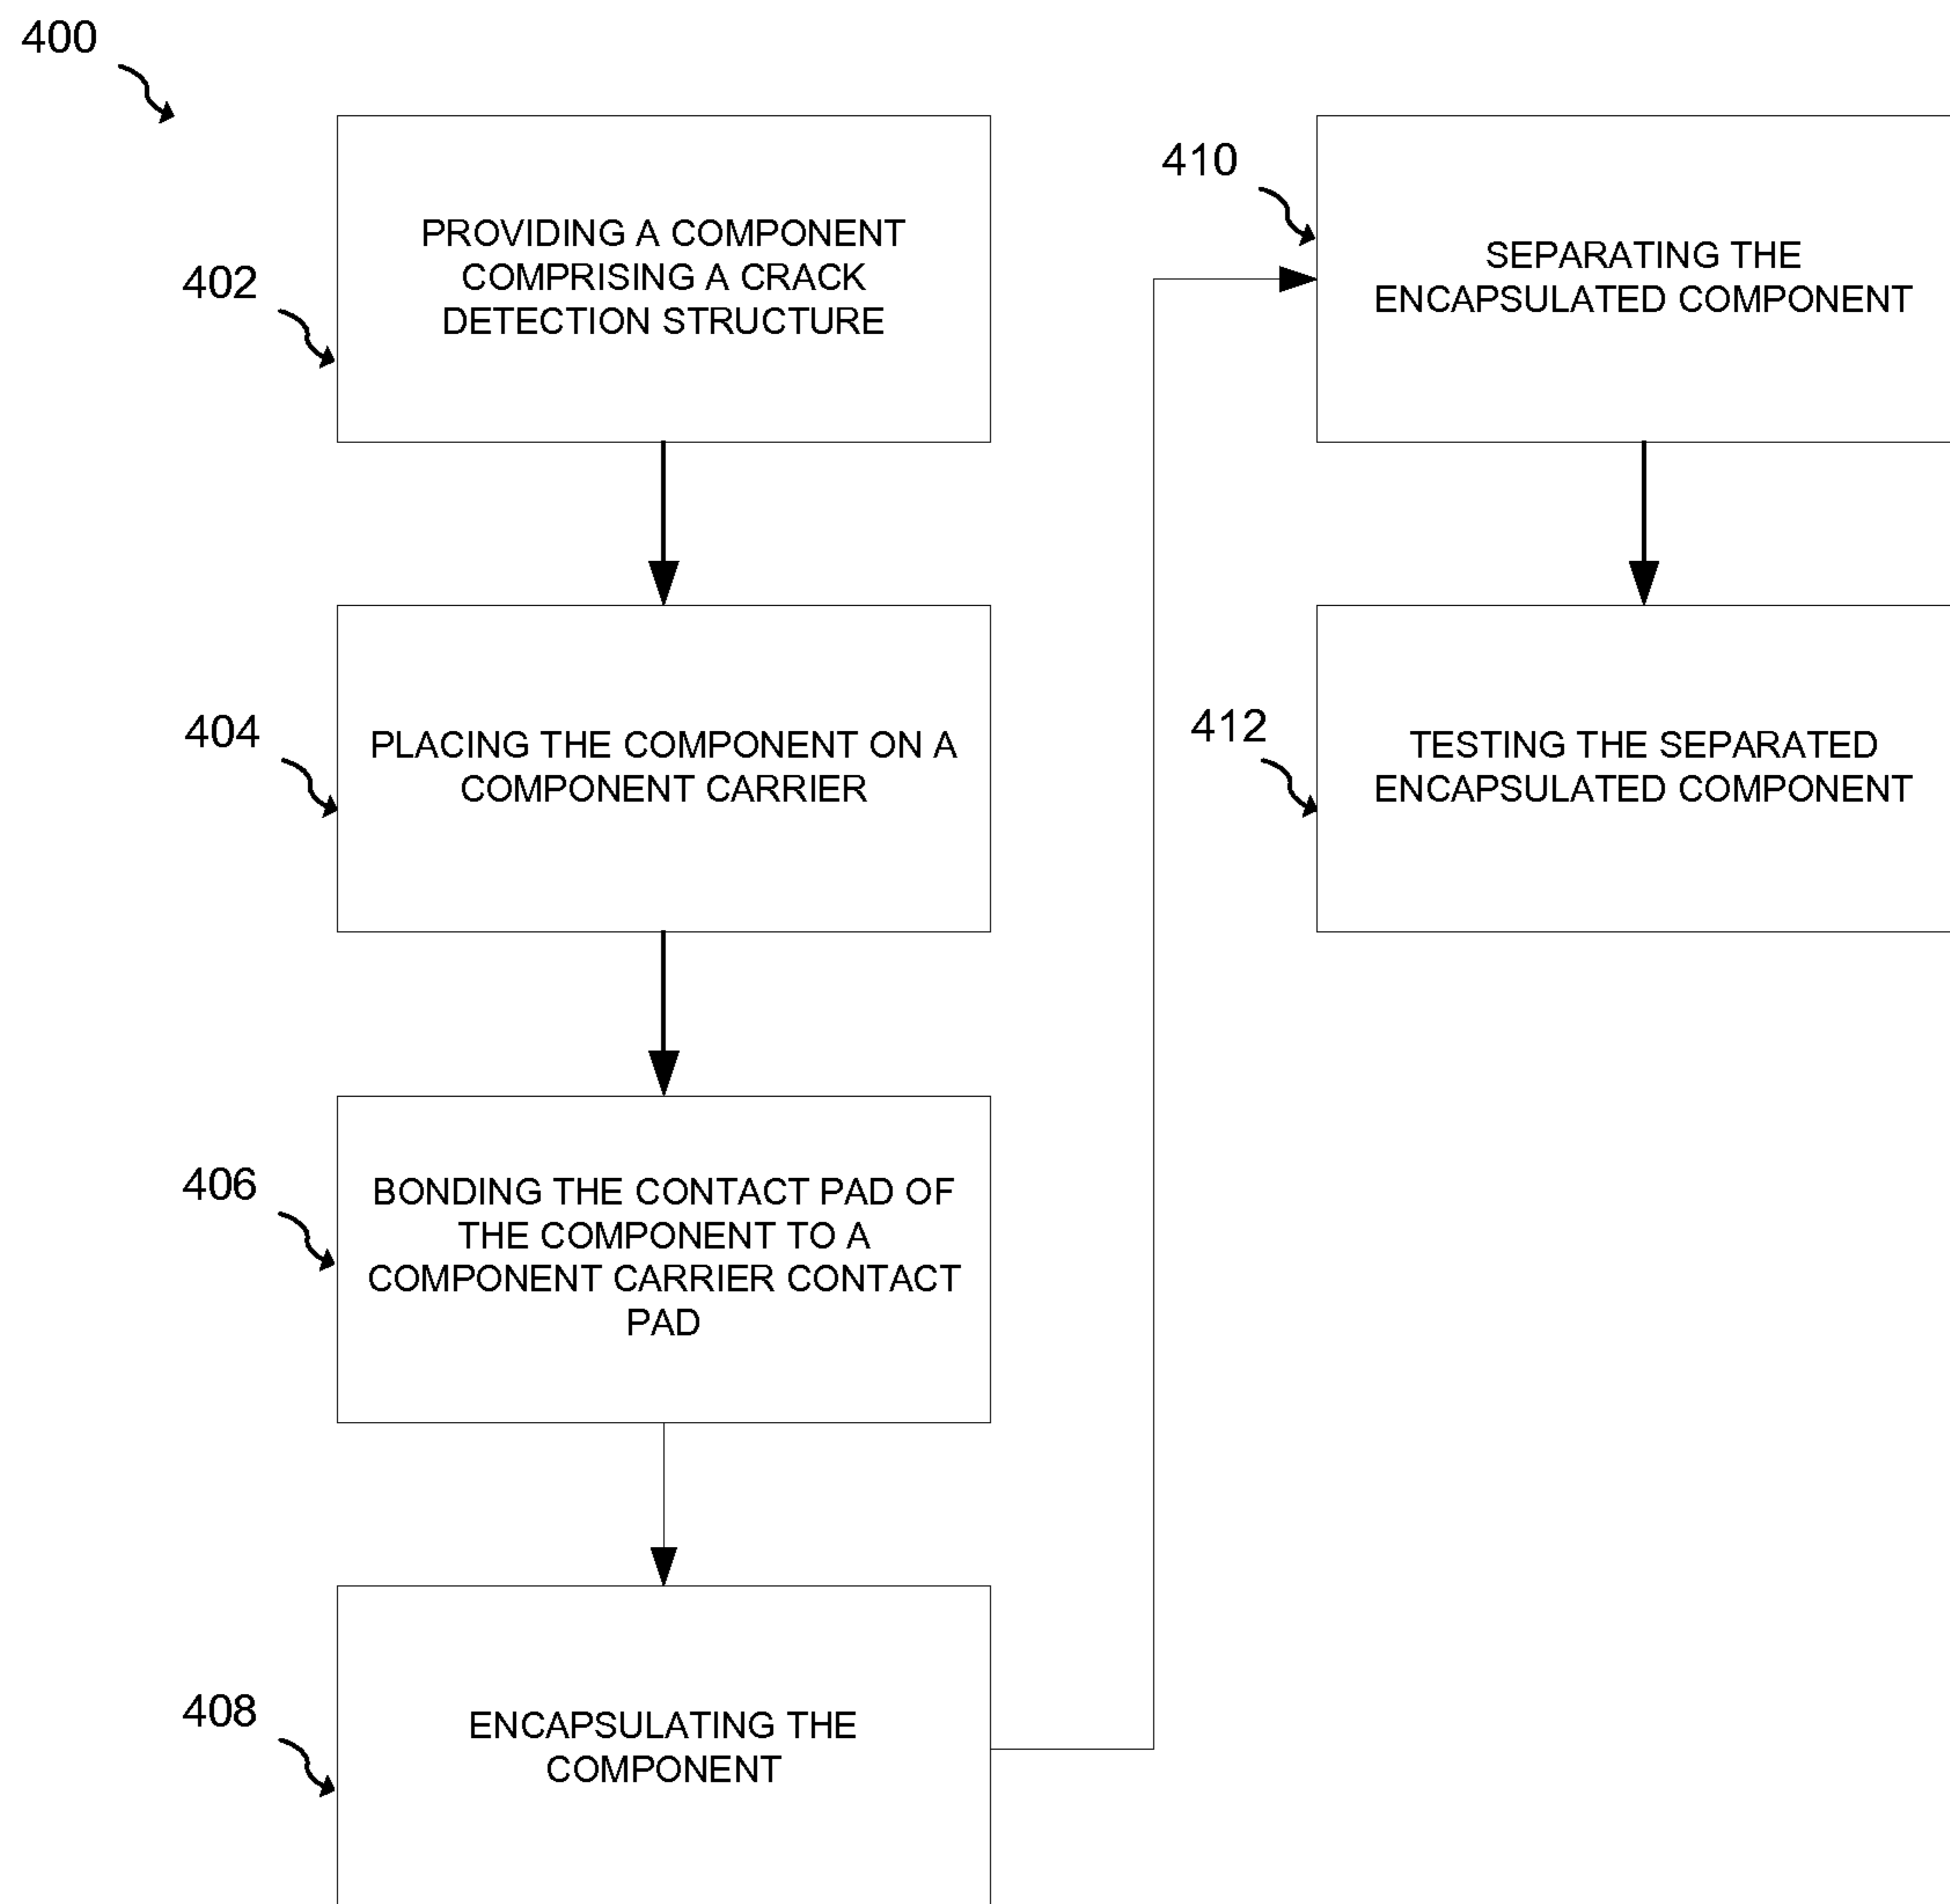 400
402
PROVIDING A COMPONENT
COMPRISING A CRACK
DETECTION STRUCTURE
404
PLACING THE COMPONENT ON A
COMPONENT CARRIER
406
BONDING THE CONTACT PAD OF
THE COMPONENT TO A
COMPONENT CARRIER CONTACT
PAD
408
ENCAPSULATING THE
COMPONENT
410
SEPARATING THE
ENCAPSULATED COMPONENT
412
TESTING THE SEPARATED
ENCAPSULATED COMPONENT